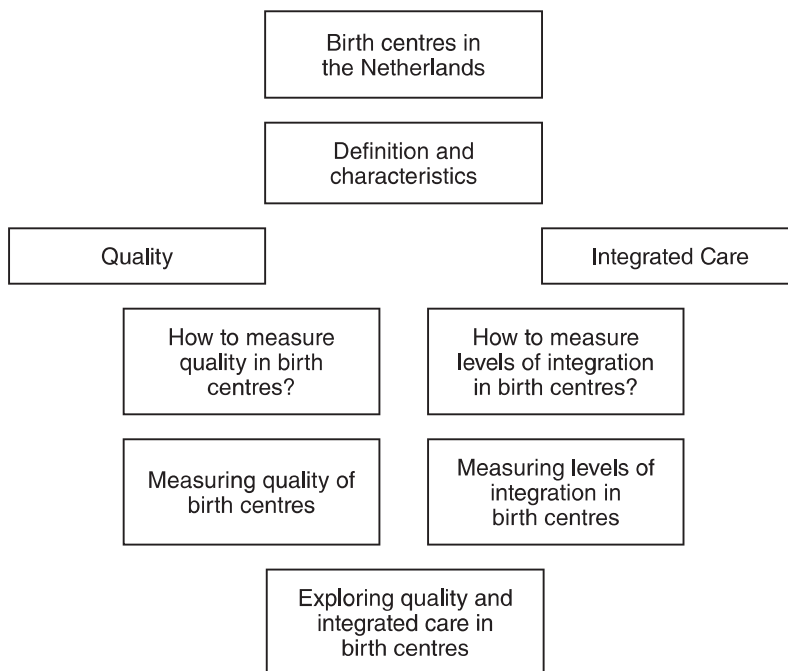 Birth centres in
the Netherlands
Definition and
characteristics
Quality
Integrated Care
How to measure
quality in birth
centres?
How to measure
levels of integration
in birth centres?
Measuring quality of
birth centres
Measuring levels of
integration in
birth centres
Exploring quality and
integrated care in
birth centres